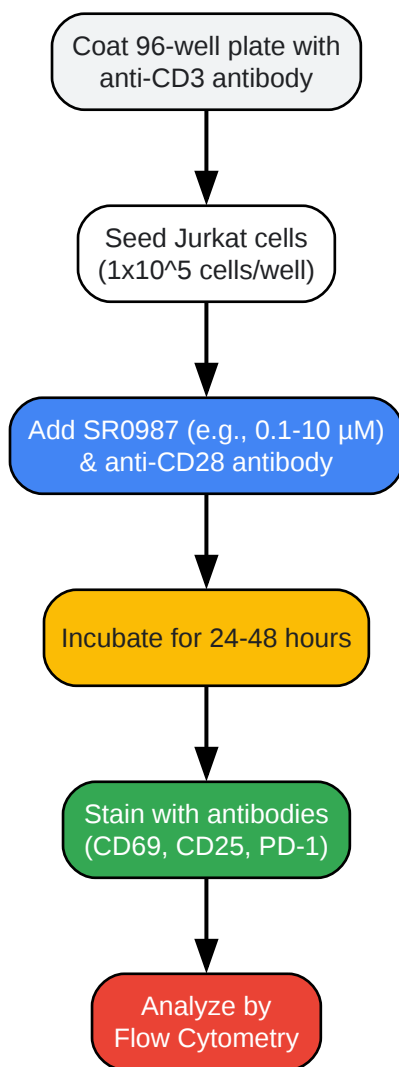 Coat 96-well plate with
anti-CD3 antibody
Seed Jurkat cells
(1x10^5 cells/well)
Add SR0987 (e.g., 0.1-10 µM)
& anti-CD28 antibody
Incubate for 24-48 hours
Stain with antibodies
(CD69, CD25, PD-1)
Analyze by
Flow Cytometry